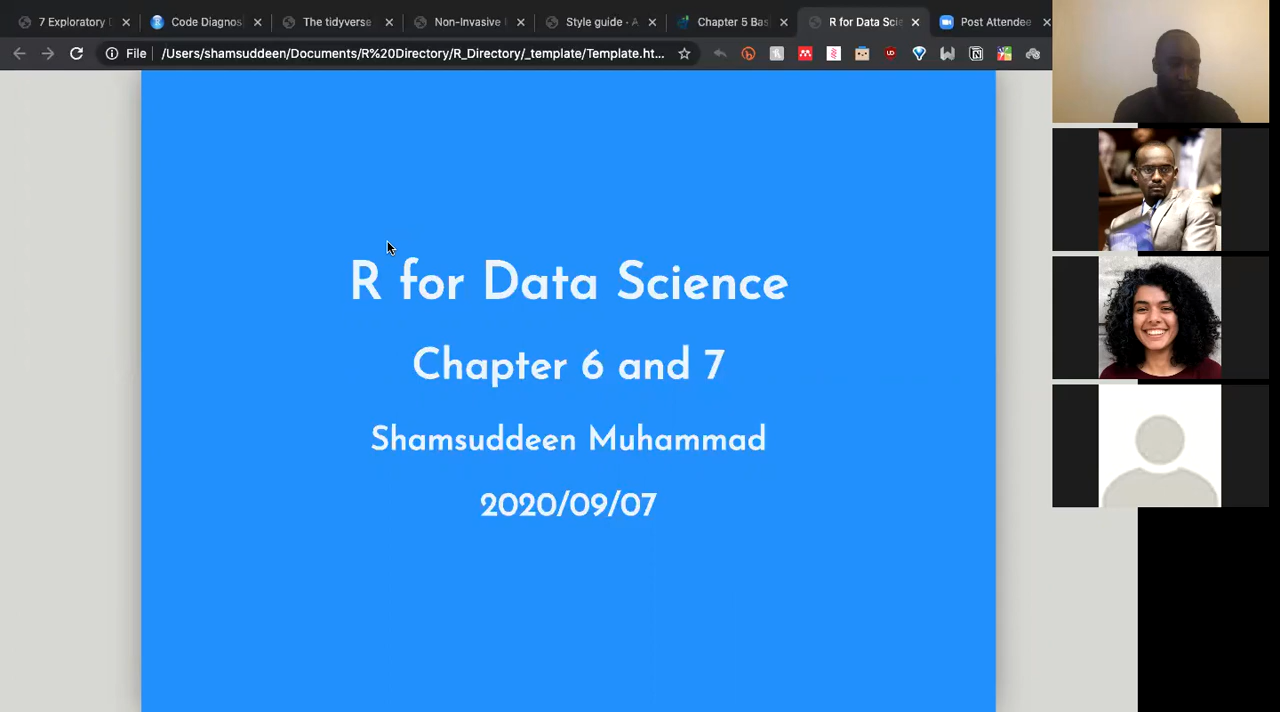 7 Exploratory D
Code Diagnos
The tidyverse
Non-Invasive I
Style guide · A
Chapter 5 Bas
R for Data Scie
Post Attendee
File
/Users/shamsuddeen/Documents/R%20Directory/R_Directory/_template/Template.ht...
R for Data Science
Chapter 6 and 7
Shamsuddeen Muhammad
2020/09/07